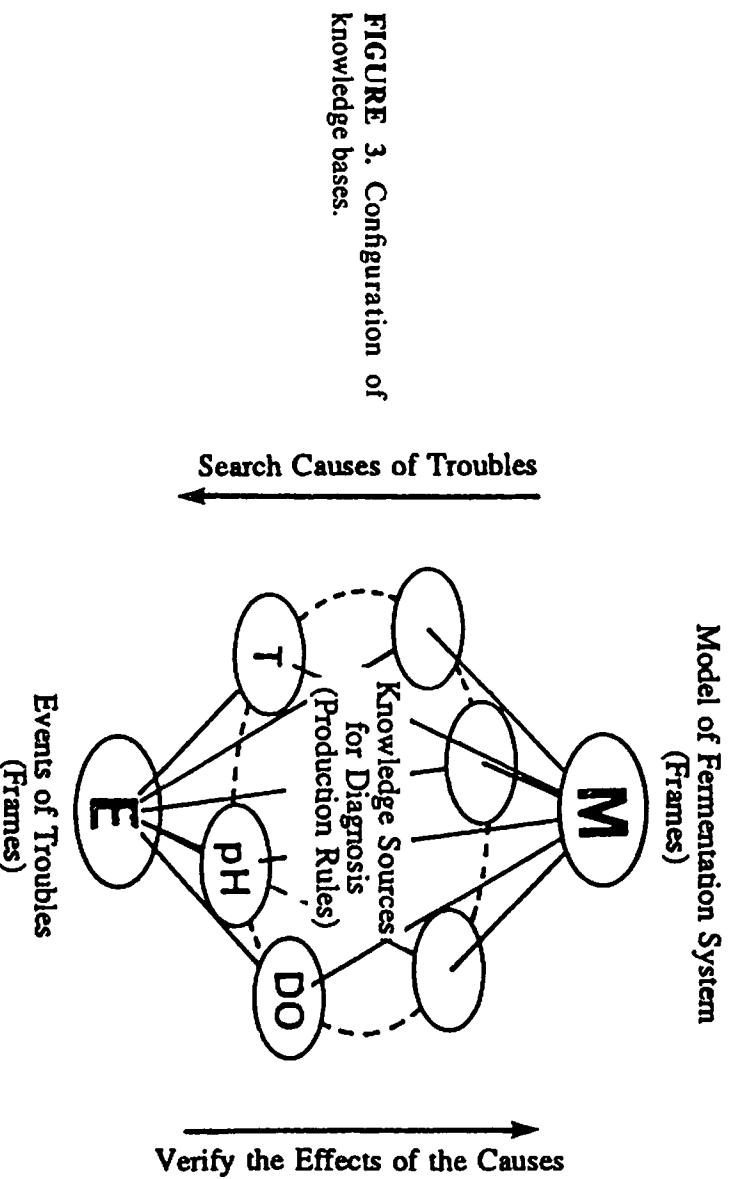 Model of Fermentation System
(Frames)
M
Search Causes of Troubles
Knowledge Sources
for Diagnosis
(Production Rules)
T
pH
DO
E
Events of Troubles
(Frames)
Verify the Effects of the Causes
FIGURE 3. Configuration of
knowledge bases.